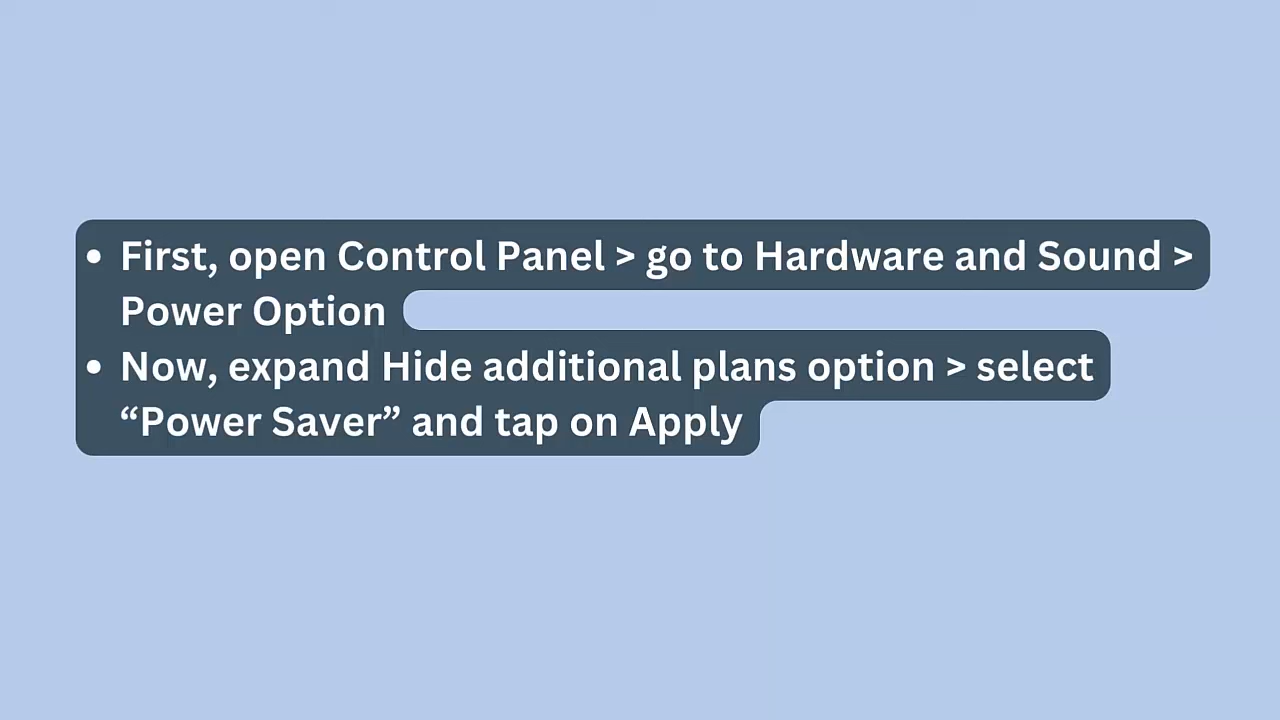 • First, open Control Panel > go to Hardware and Sound >
Power Option
• Now, expand Hide additional plans option > select
“Power Saver” and tap on Apply